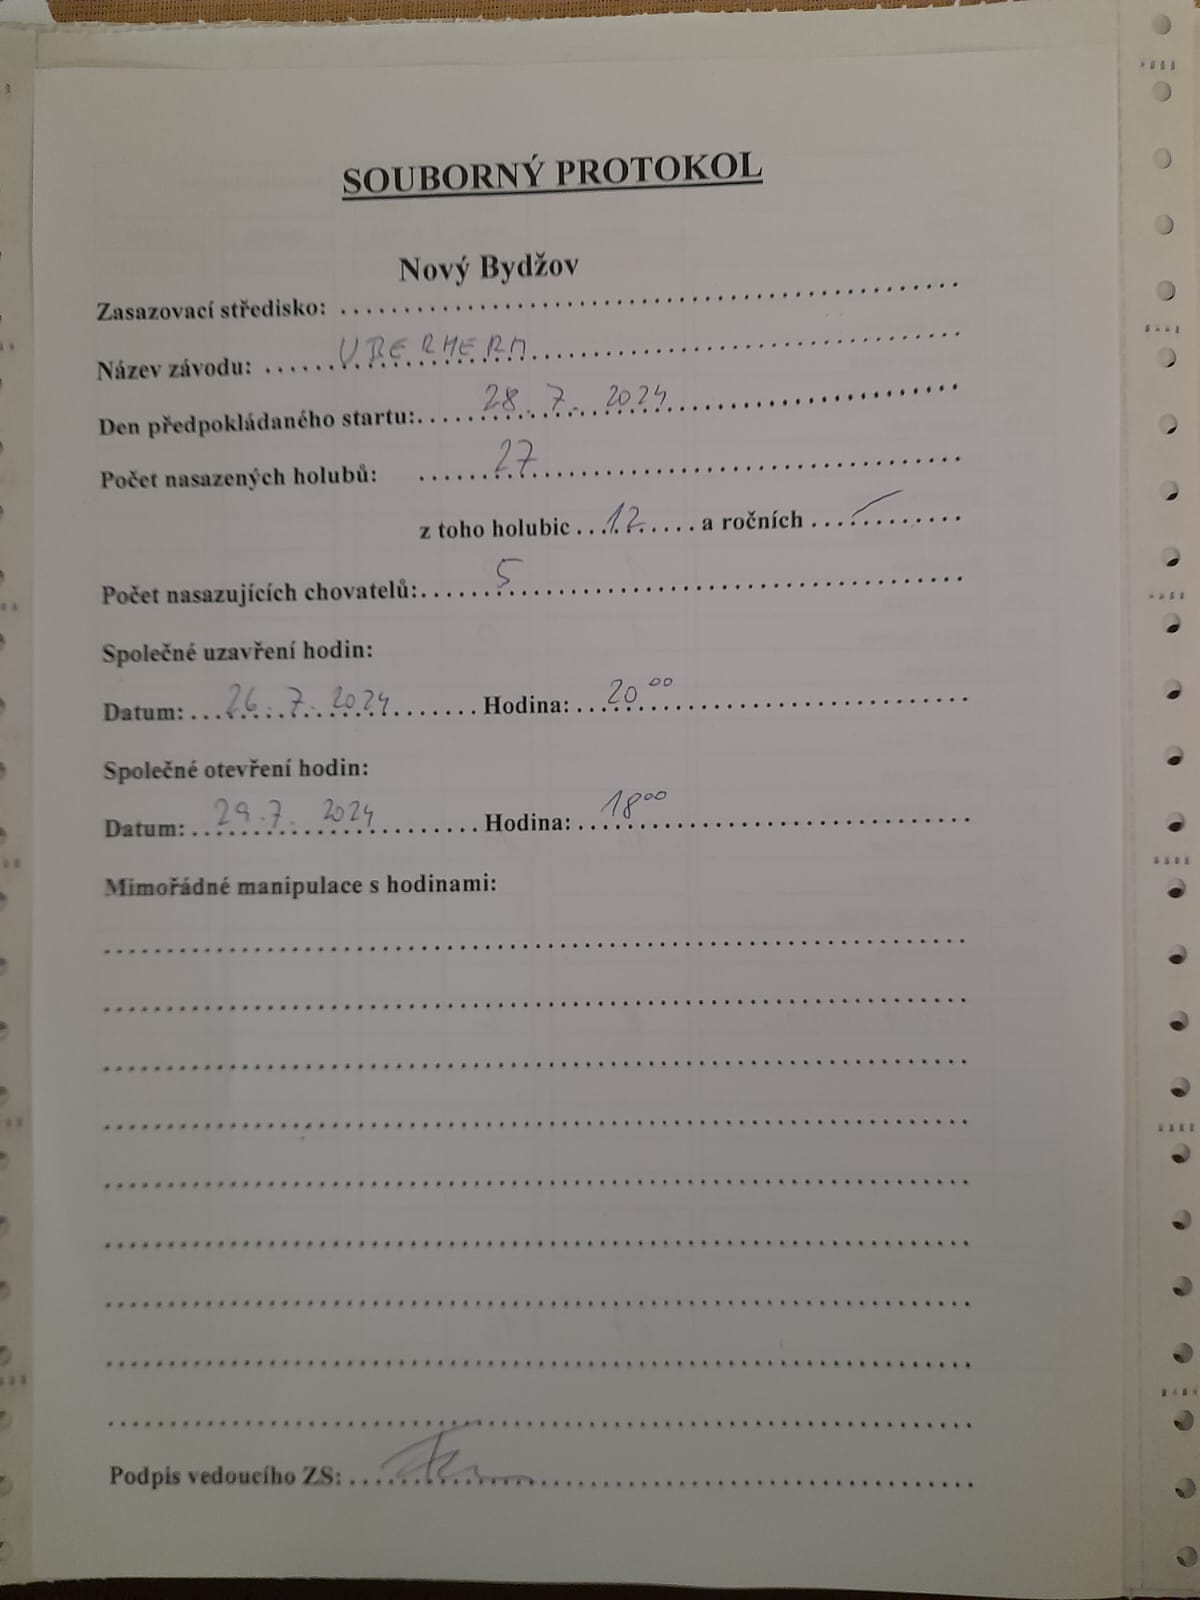 SOUBORNÝ PROTOKOL
Nový Bydžov
Zasazovací středisko: ........................................
Název závodu: ......UBERHERN........................
Den předpokládaného startu:......28. 7. 2024..................
Počet nasazených holubů: ......27..............................
z toho holubic ...12..... a ročních ...–..........
Počet nasazujících chovatelů:......5..............................
Společné uzavření hodin:
Datum: ...26. 7. 2024....... Hodina: ...20 00....................
Společné otevření hodin:
Datum: ...29. 7. 2024....... Hodina: ...18 00....................
Mimořádné manipulace s hodinami:
Podpis vedoucího ZS: ........................................